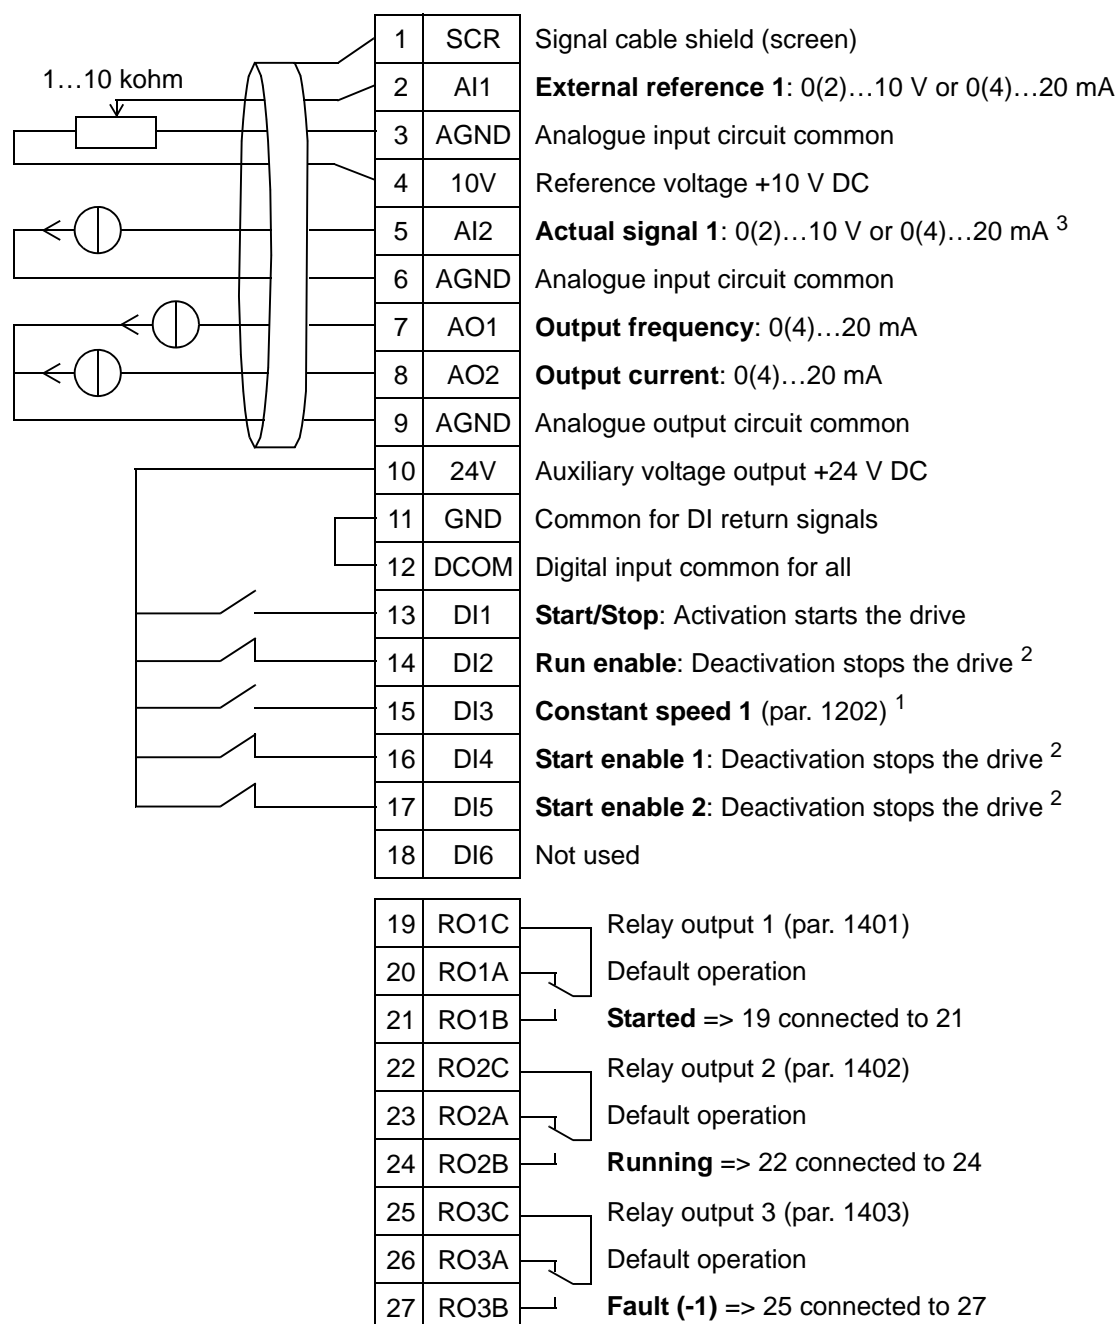 1 SCR Signal cable shield (screen)
1…10 kohm
2 AI1 External reference 1: 0(2)…10 V or 0(4)…20 mA
3 AGND Analogue input circuit common
4 10V Reference voltage +10 V DC
5 AI2 Actual signal 1: 0(2)…10 V or 0(4)…20 mA 3
6 AGND Analogue input circuit common
7 AO1 Output frequency: 0(4)…20 mA
8 AO2 Output current: 0(4)…20 mA
9 AGND Analogue output circuit common
10 24V Auxiliary voltage output +24 V DC
11 GND Common for DI return signals
12 DCOM Digital input common for all
13 DI1 Start/Stop: Activation starts the drive
14 DI2 Run enable: Deactivation stops the drive 2
15 DI3 Constant speed 1 (par. 1202) 1
16 DI4 Start enable 1: Deactivation stops the drive 2
17 DI5 Start enable 2: Deactivation stops the drive 2
18 DI6 Not used
19 RO1C Relay output 1 (par. 1401)
20 RO1A Default operation
21 RO1B Started => 19 connected to 21
22 RO2C Relay output 2 (par. 1402)
23 RO2A Default operation
24 RO2B Running => 22 connected to 24
25 RO3C Relay output 3 (par. 1403)
26 RO3A Default operation
27 RO3B Fault (-1) => 25 connected to 27